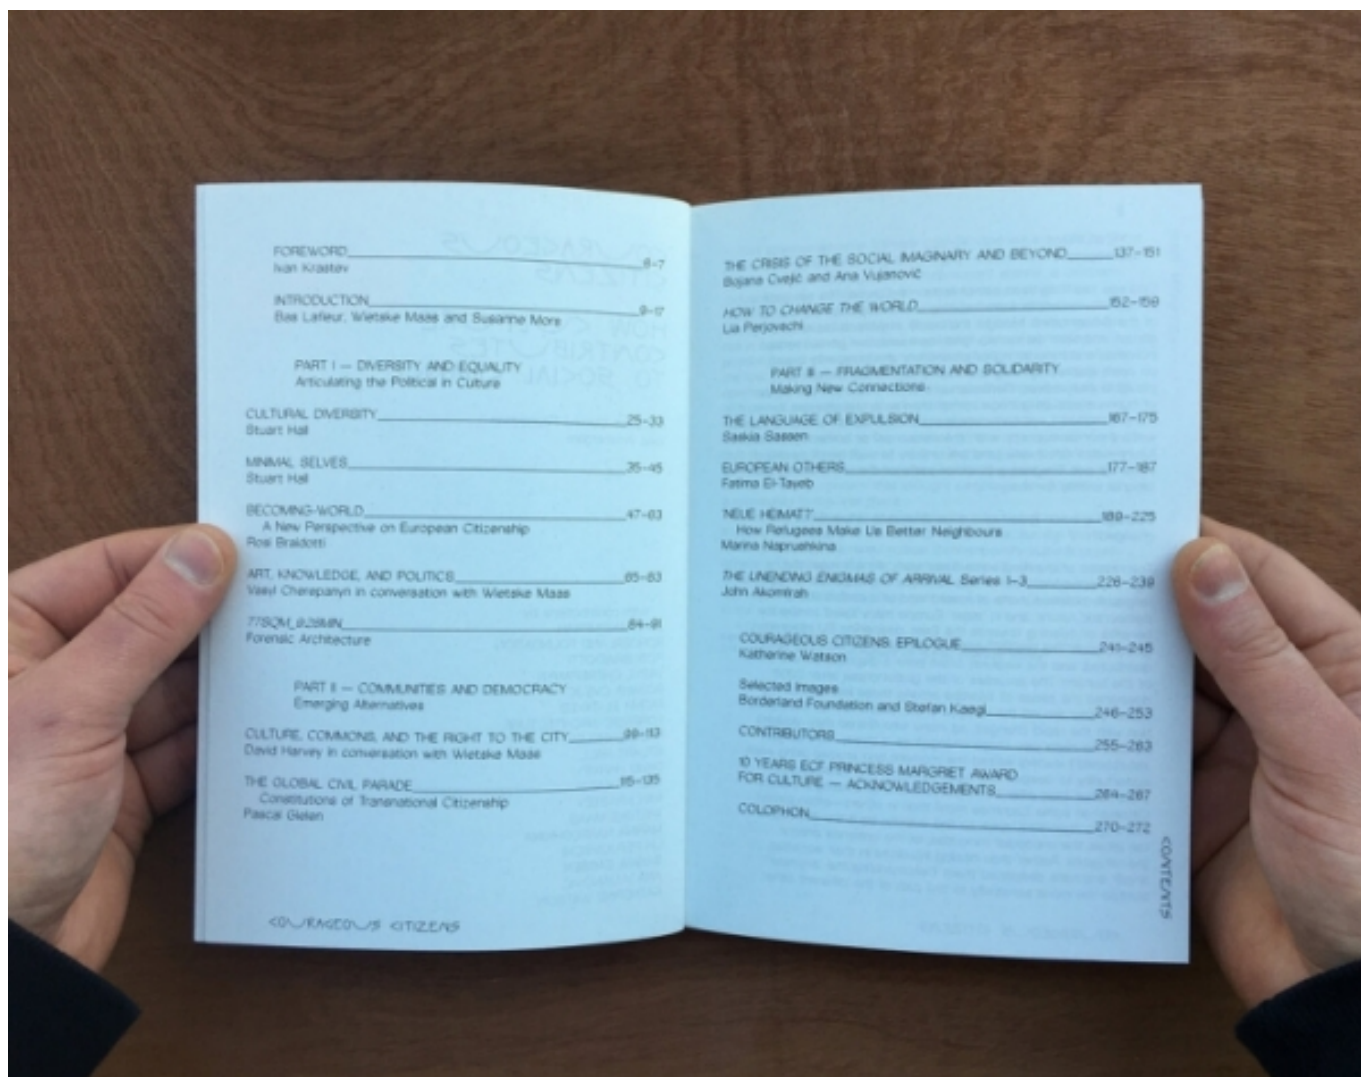 FOREWORD 6–7
Ivan Krastev
INTRODUCTION 9–17
Bas Lafleur, Wietske Maas and Susanne Mors
PART I — DIVERSITY AND EQUALITY
Articulating the Political in Culture
CULTURAL DIVERSITY 25–33
Stuart Hall
MINIMAL SELVES 35–45
Stuart Hall
BECOMING-WORLD 47–63
A New Perspective on European Citizenship
Rosi Braidotti
ART, KNOWLEDGE, AND POLITICS 65–83
Vasyl Cherepanyn in conversation with Wietske Maas
77SQM_9:26MIN 84–91
Forensic Architecture
PART II — COMMUNITIES AND DEMOCRACY
Emerging Alternatives
CULTURE, COMMONS, AND THE RIGHT TO THE CITY 99–113
David Harvey in conversation with Wietske Maas
THE GLOBAL CIVIL PARADE 115–135
Constitutions of Transnational Citizenship
Pascal Gielen
COURAGEOUS CITIZENS
THE CRISIS OF THE SOCIAL IMAGINARY AND BEYOND 137–151
Bojana Cvejić and Ana Vujanović
HOW TO CHANGE THE WORLD 152–159
Lia Perjovschi
PART III — FRAGMENTATION AND SOLIDARITY
Making New Connections
THE LANGUAGE OF EXPULSION 167–175
Saskia Sassen
EUROPEAN OTHERS 177–187
Fatima El-Tayeb
NEUE HEIMAT? 189–225
How Refugees Make Us Better Neighbours
Marina Naprushkina
THE UNENDING ENIGMAS OF ARRIVAL Series 1–3 226–239
John Akomfrah
COURAGEOUS CITIZENS: EPILOGUE 241–245
Katherine Watson
Selected Images
Borderland Foundation and Stefan Kaegi 246–253
CONTRIBUTORS 255–263
10 YEARS ECF PRINCESS MARGRIET AWARD
FOR CULTURE — ACKNOWLEDGEMENTS 264–267
COLOPHON 270–272
CONTENTS